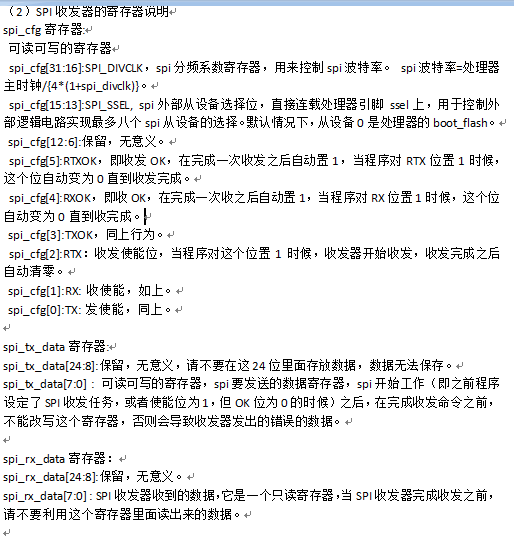 （2）SPI 收发器的寄存器说明
spi_cfg 寄存器:
可读可写的寄存器
spi_cfg[31:16]:SPI_DIVCLK，spi 分频系数寄存器，用来控制 spi 波特率。 spi 波特率=处理器
主时钟/{4*(1+spi_divclk)}。
spi_cfg[15:13]:SPI_SSEL, spi 外部从设备选择位，直接连载处理器引脚 ssel 上，用于控制外
部逻辑电路实现最多八个 spi 从设备的选择。默认情况下，从设备 0 是处理器的 boot_flash。
spi_cfg[12:6]:保留，无意义。
spi_cfg[5]:RTXOK，即收发 OK，在完成一次收发之后自动置 1，当程序对 RTX 位置 1 时候，
这个位自动变为 0 直到收发完成。
spi_cfg[4]:RXOK，即收 OK，在完成一次收之后自动置 1，当程序对 RX 位置 1 时候，这个位
自动变为 0 直到收完成。
spi_cfg[3]:TXOK，同上行为。
spi_cfg[2]:RTX：收发使能位，当程序对这个位置 1 时候，收发器开始收发，收发完成之后
自动清零。
spi_cfg[1]:RX: 收使能，如上。
spi_cfg[0]:TX: 发使能，同上。
spi_tx_data 寄存器:
spi_tx_data[24:8]:保留，无意义，请不要在这 24 位里面存放数据，数据无法保存。
spi_tx_data[7:0]： 可读可写的寄存器，spi 要发送的数据寄存器，spi 开始工作（即之前程序
设定了 SPI 收发任务，或者使能位为 1，但 OK 位为 0 的时候）之后，在完成收发命令之前，
不能改写这个寄存器，否则会导致收发器发出的错误的数据。
spi_rx_data 寄存器：
spi_rx_data[24:8]:保留，无意义。
spi_rx_data[7:0]：SPI 收发器收到的数据，它是一个只读寄存器，当 SPI 收发器完成收发之前，
请不要利用这个寄存器里面读出来的数据。